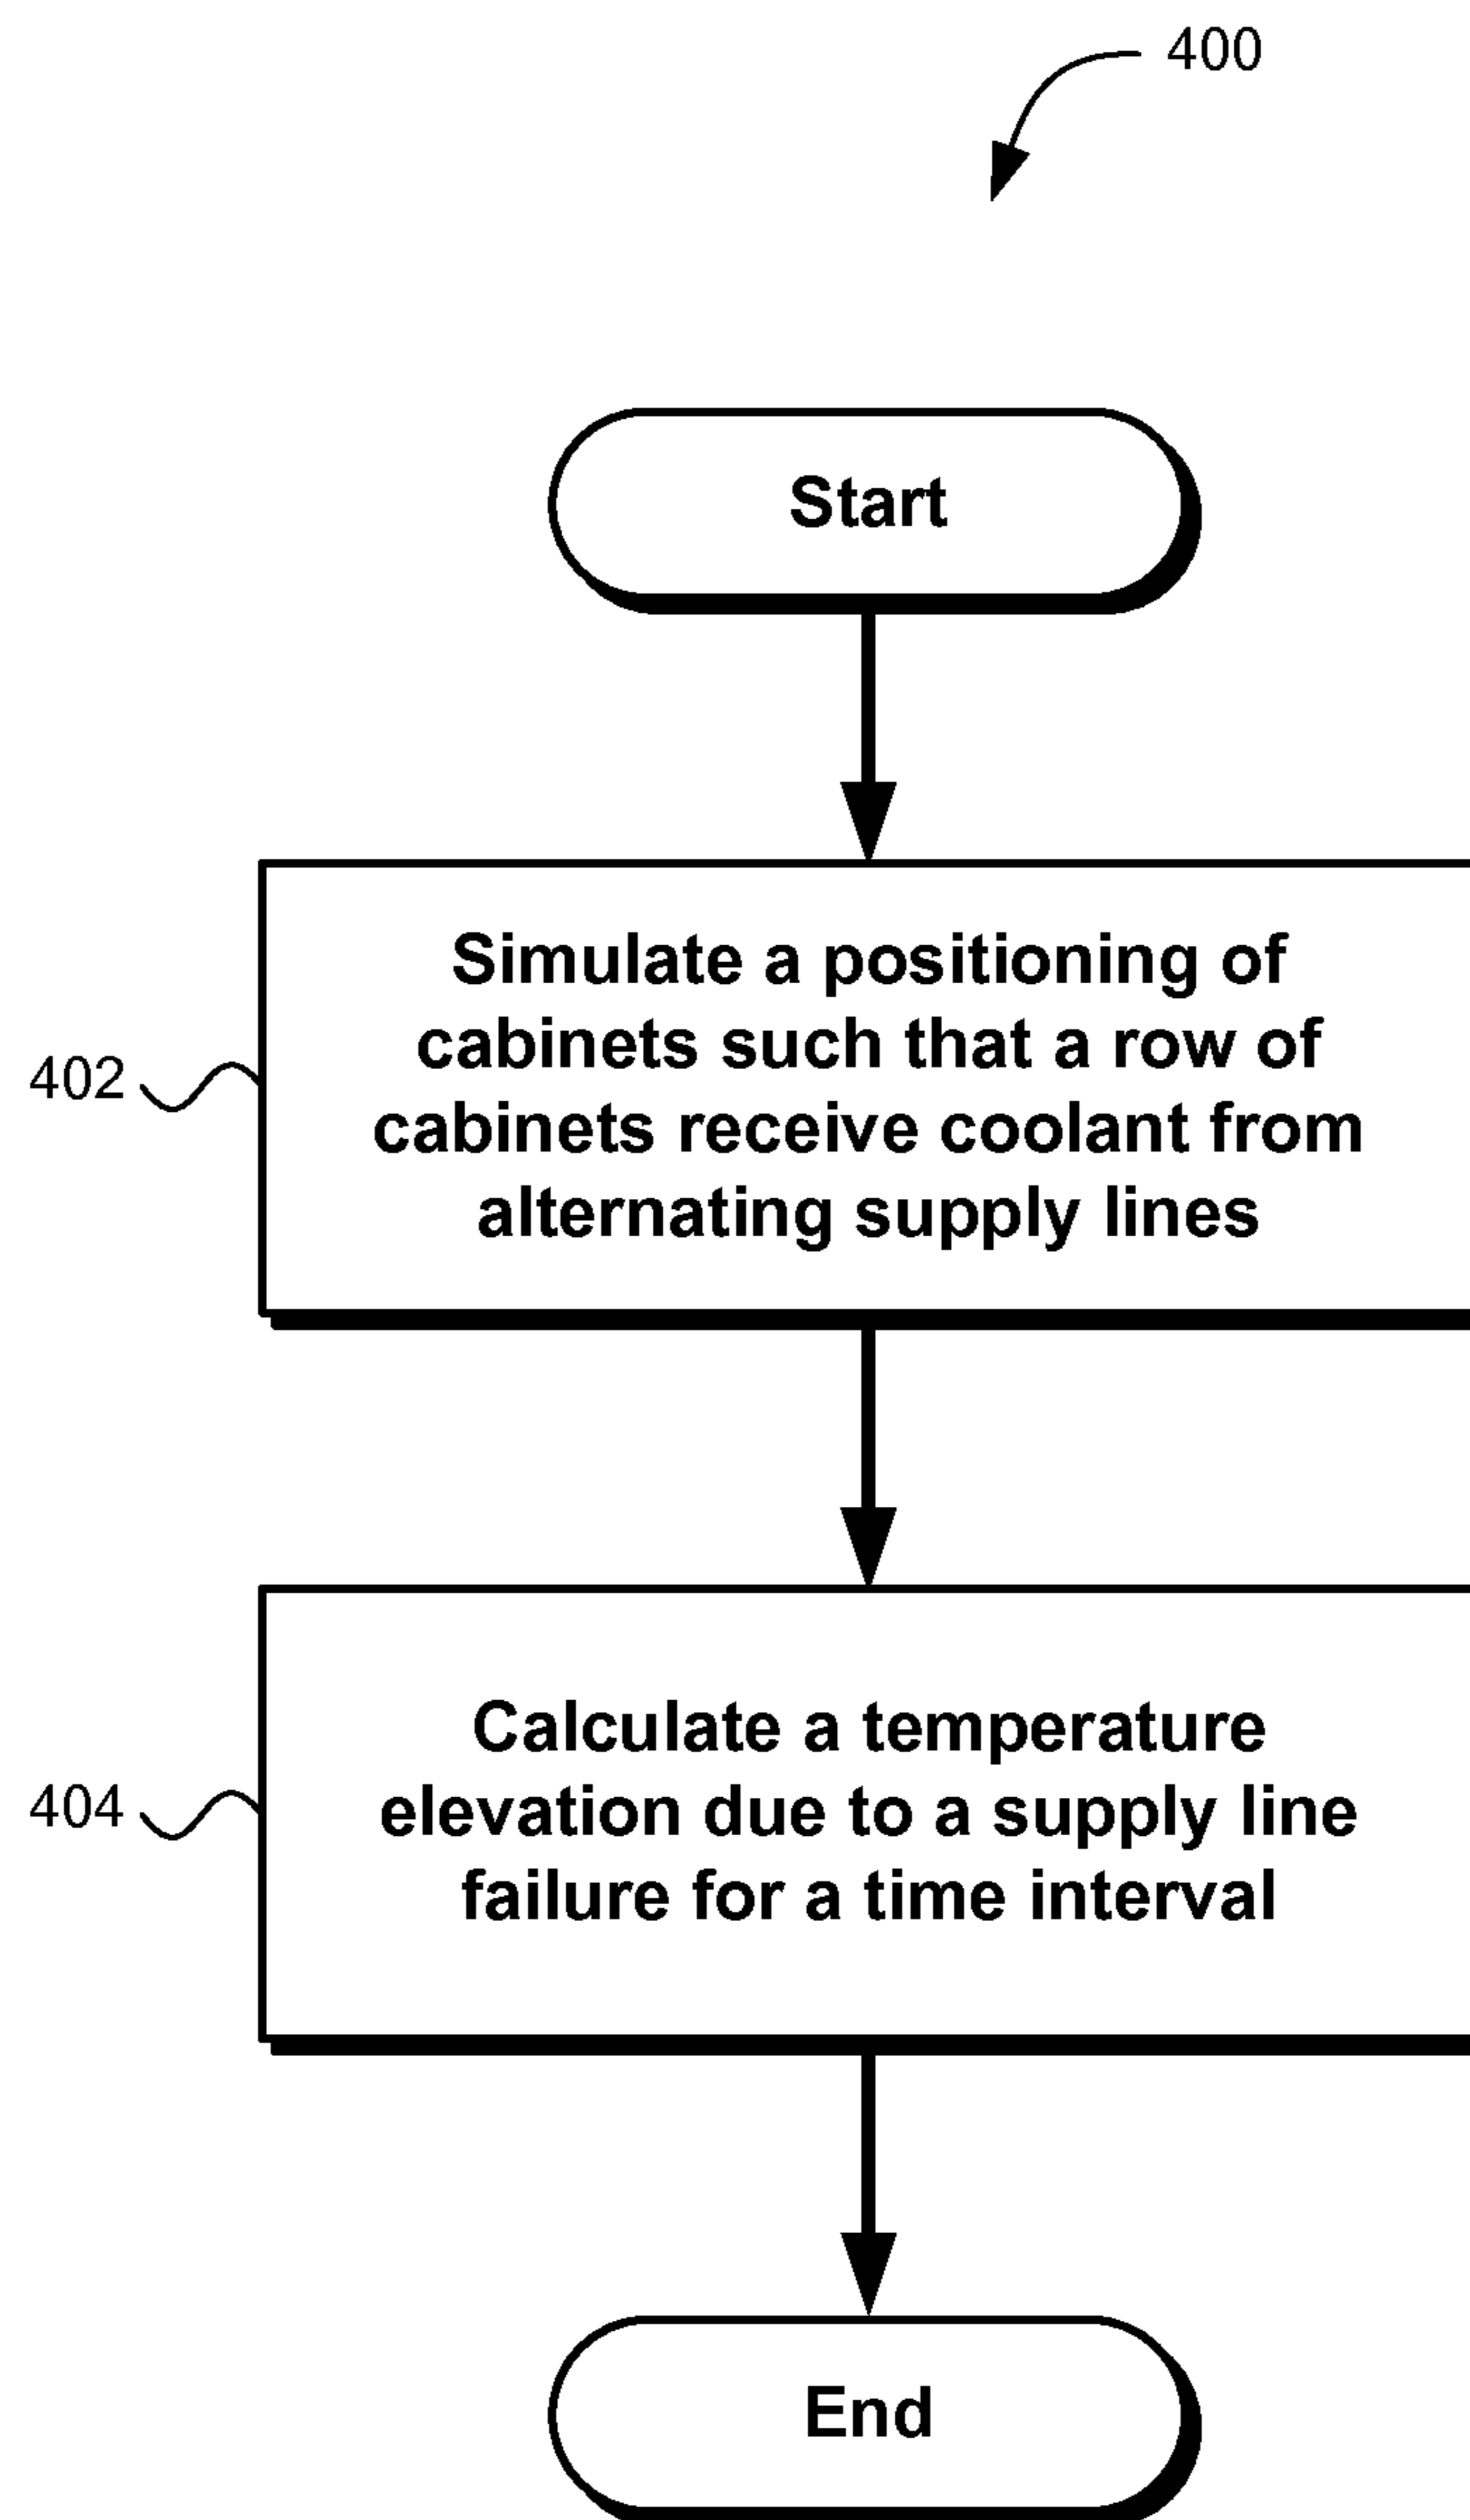 400
Start
Simulate a positioning of
cabinets such that a row of
cabinets receive coolant from
alternating supply lines
402
Calculate a temperature
elevation due to a supply line
failure for a time interval
404
End